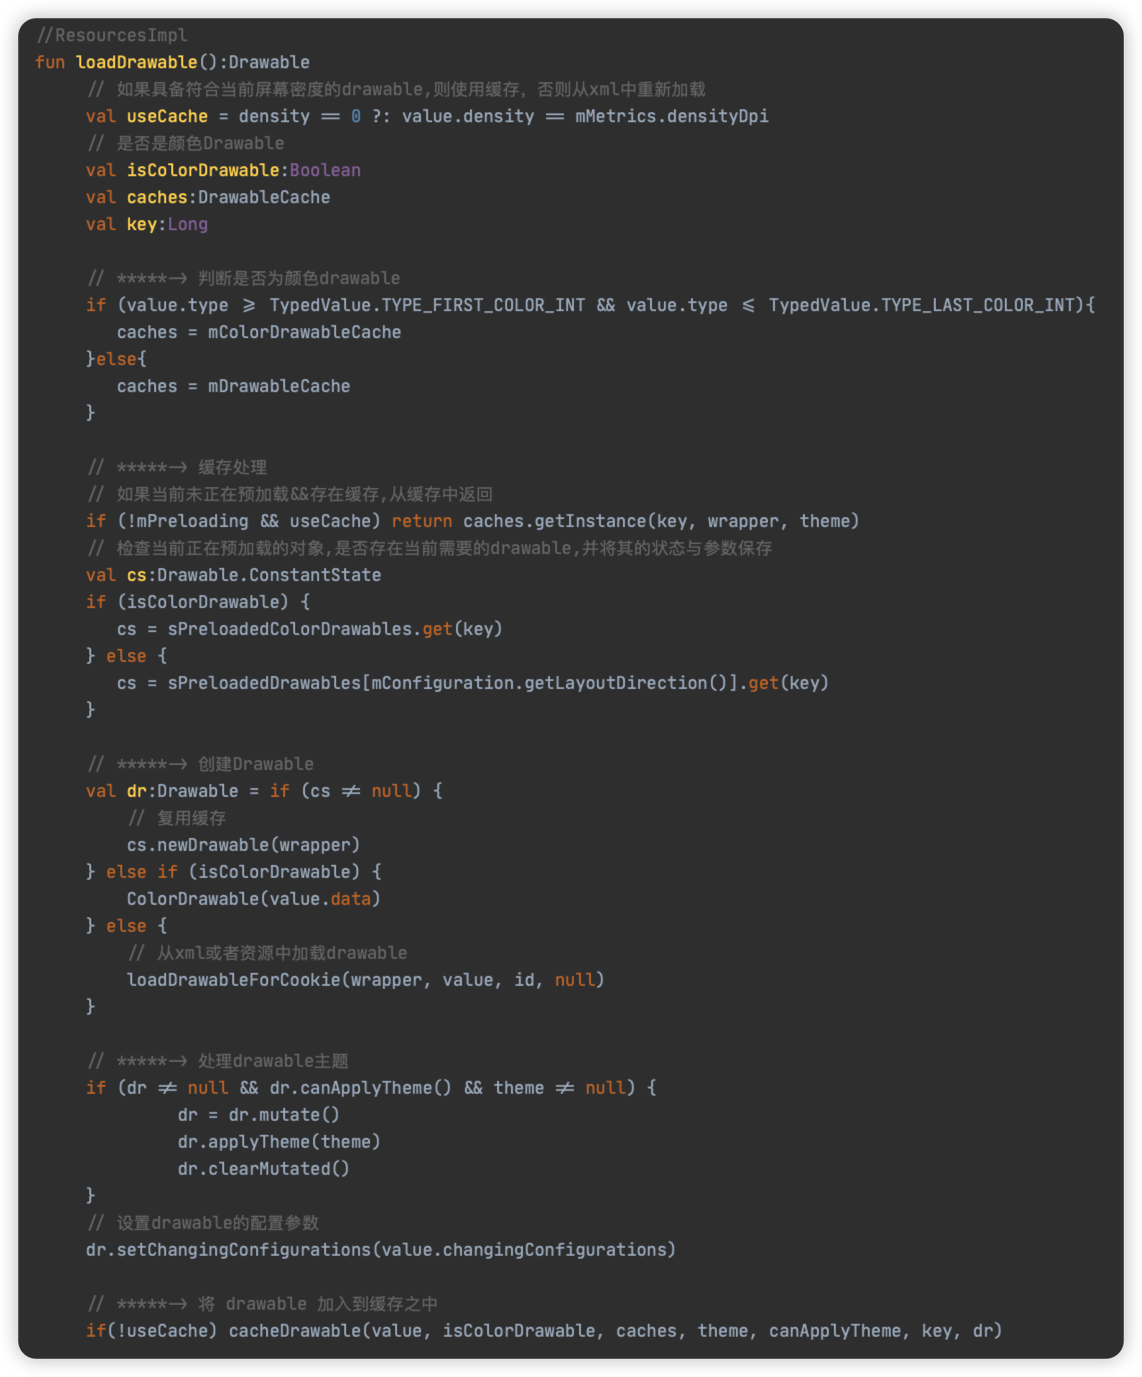 //ResourcesImpl
fun loadDrawable():Drawable
// 如果具备符合当前屏幕密度的drawable,则使用缓存，否则从xml中重新加载
val useCache = density == 0 ?: value.density == mMetrics.densityDpi
// 是否是颜色Drawable
val isColorDrawable:Boolean
val caches:DrawableCache
val key:Long
// *****-> 判断是否为颜色drawable
if (value.type >= TypedValue.TYPE_FIRST_COLOR_INT && value.type <= TypedValue.TYPE_LAST_COLOR_INT){
caches = mColorDrawableCache
}else{
caches = mDrawableCache
}
// *****-> 缓存处理
// 如果当前未正在预加载&&存在缓存,从缓存中返回
if (!mPreloading && useCache) return caches.getInstance(key, wrapper, theme)
// 检查当前正在预加载的对象,是否存在当前需要的drawable,并将其的状态与参数保存
val cs:Drawable.ConstantState
if (isColorDrawable) {
cs = sPreloadedColorDrawables.get(key)
} else {
cs = sPreloadedDrawables[mConfiguration.getLayoutDirection()].get(key)
}
// *****-> 创建Drawable
val dr:Drawable = if (cs != null) {
// 复用缓存
cs.newDrawable(wrapper)
} else if (isColorDrawable) {
ColorDrawable(value.data)
} else {
// 从xml或者资源中加载drawable
loadDrawableForCookie(wrapper, value, id, null)
}
// *****-> 处理drawable主题
if (dr != null && dr.canApplyTheme() && theme != null) {
dr = dr.mutate()
dr.applyTheme(theme)
dr.clearMutated()
}
// 设置drawable的配置参数
dr.setChangingConfigurations(value.changingConfigurations)
// *****-> 将 drawable 加入到缓存之中
if(!useCache) cacheDrawable(value, isColorDrawable, caches, theme, canApplyTheme, key, dr)